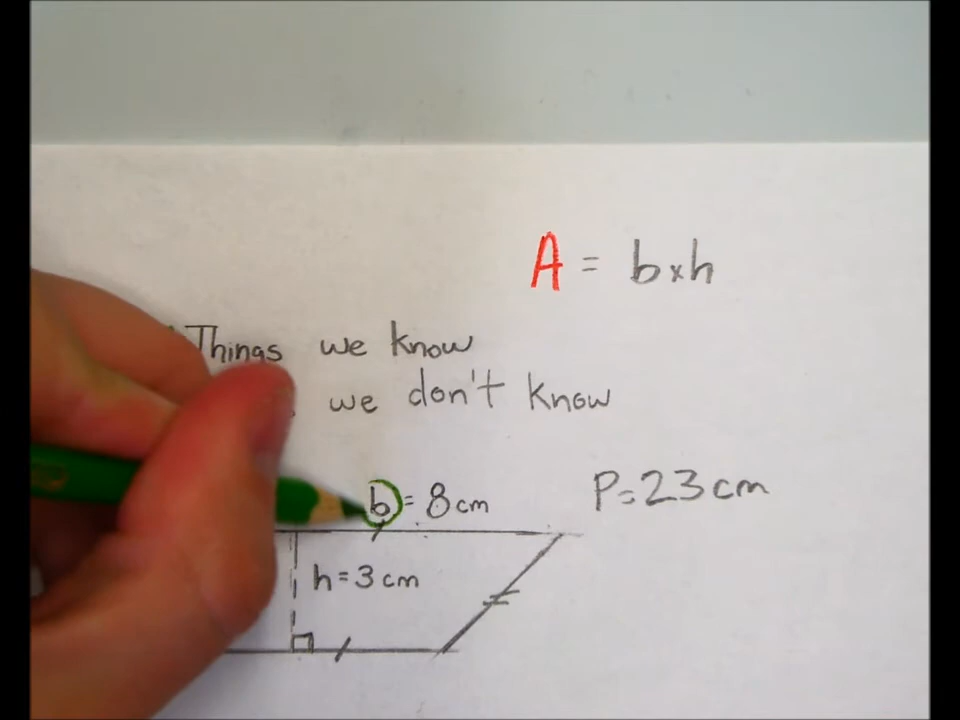 A = b×h
Things we know
we don't know
b = 8cm
P=23cm
h=3cm